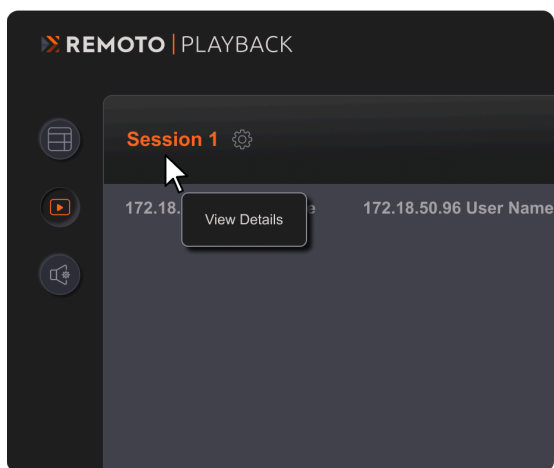 REMOTO | PLAYBACK
Session 1
172.18. e 172.18.50.96 User Name
View Details